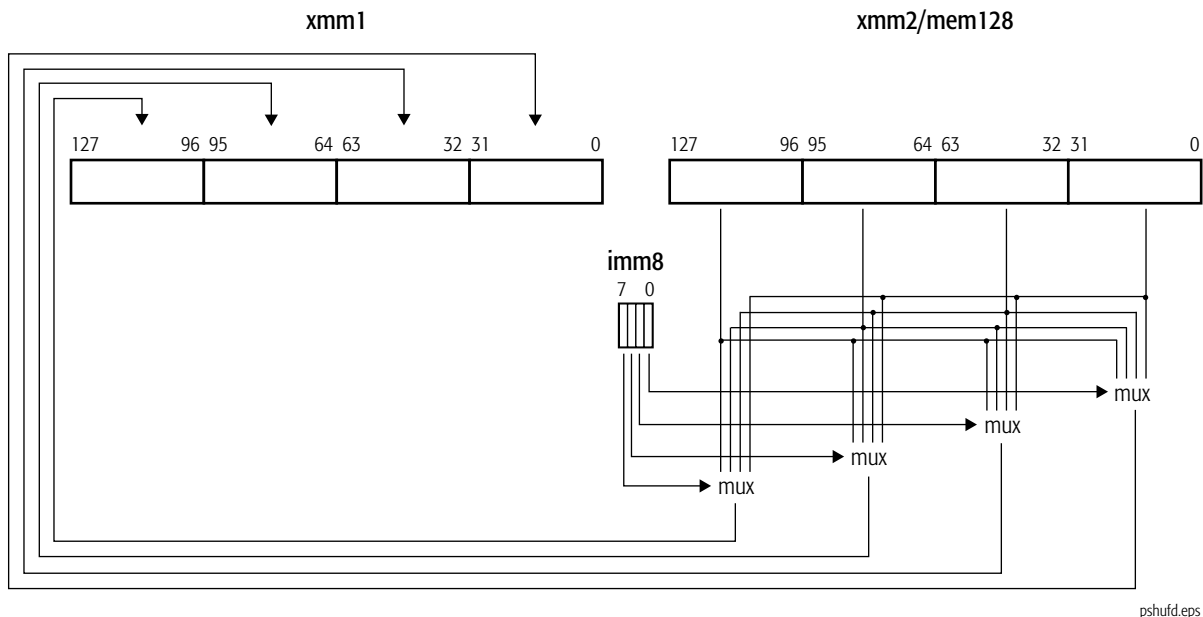 xmm1 xmm2/mem128
127 96 95 64 63 32 31 0 127 96 95 64 63 32 31 0
imm8
7 0
mux
mux
mux
mux
pshufd.eps